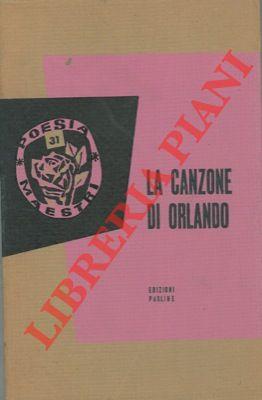 POESIA
31
MAESTRI
LA CANZONE
DI ORLANDO
EDIZIONI
PAOLINE
LIBRERIA PIANI